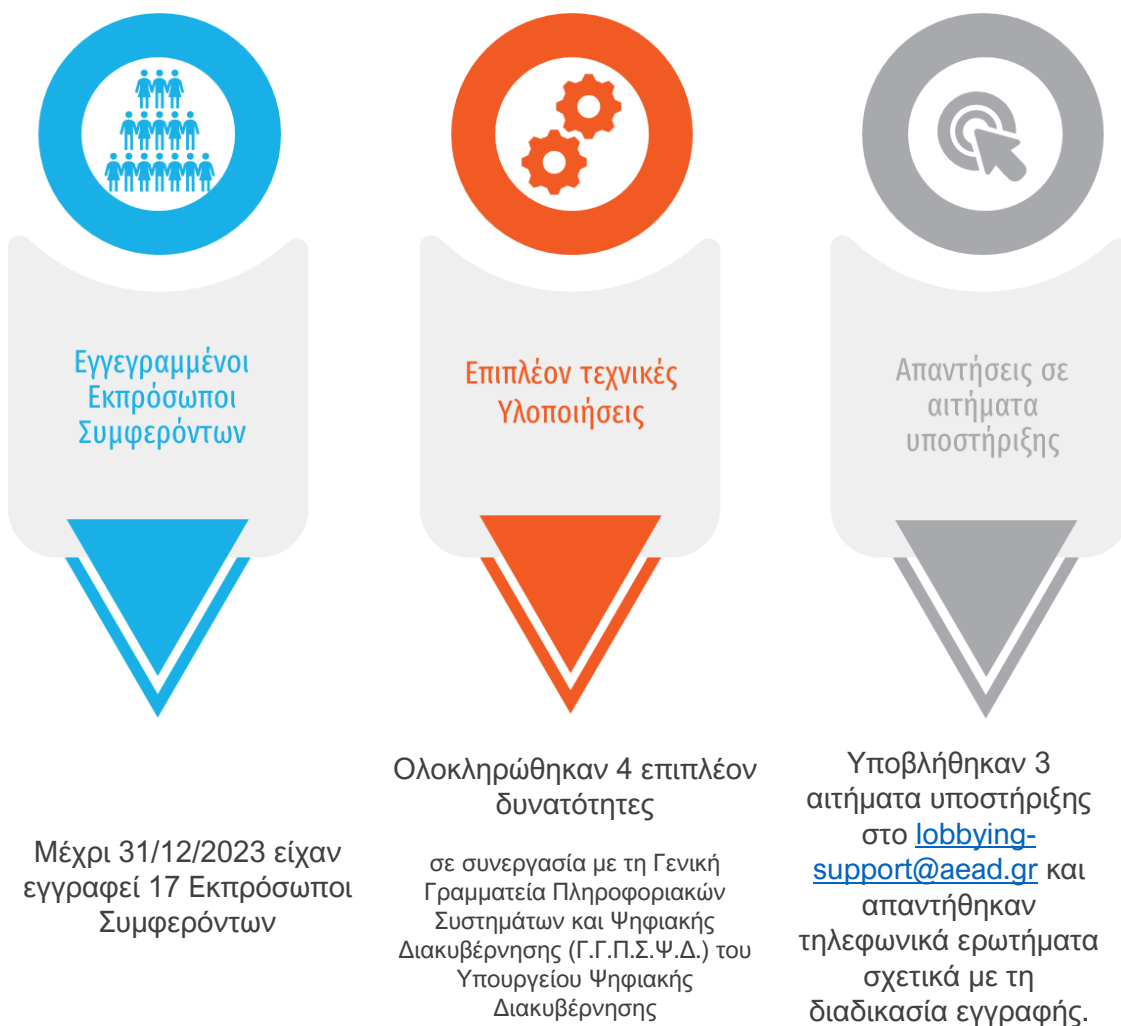 Εγγεγραμμένοι
Εκπρόσωποι
Συμφερόντων
Μέχρι 31/12/2023 είχαν
εγγραφεί 17 Εκπρόσωποι
Συμφερόντων
Επιπλέον τεχνικές
Υλοποιήσεις
Ολοκληρώθηκαν 4 επιπλέον
δυνατότητες
σε συνεργασία με τη Γενική
Γραμματεία Πληροφοριακών
Συστημάτων και Ψηφιακής
Διακυβέρνησης (Γ.Γ.Π.Σ.Ψ.Δ.) του
Υπουργείου Ψηφιακής
Διακυβέρνησης
Απαντήσεις σε
αιτήματα
υποστήριξης
Υποβλήθηκαν 3
αιτήματα υποστήριξης
στο lobbying-
support@aead.gr και
απαντήθηκαν
τηλεφωνικά ερωτήματα
σχετικά με τη
διαδικασία εγγραφής.